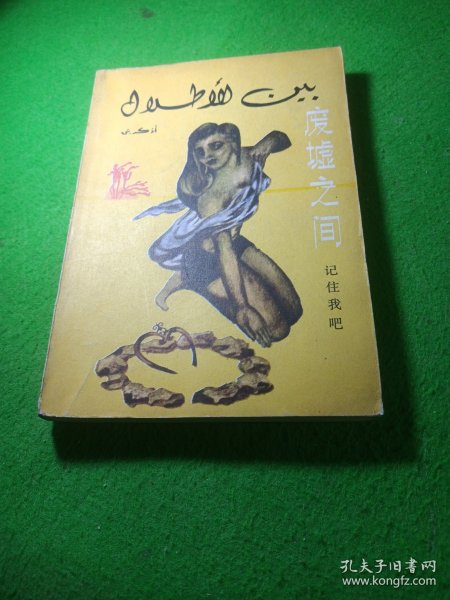 بين الأطلال
اذكريني
废墟之间
记住我吧
孔夫子旧书网
www.kongfz.com